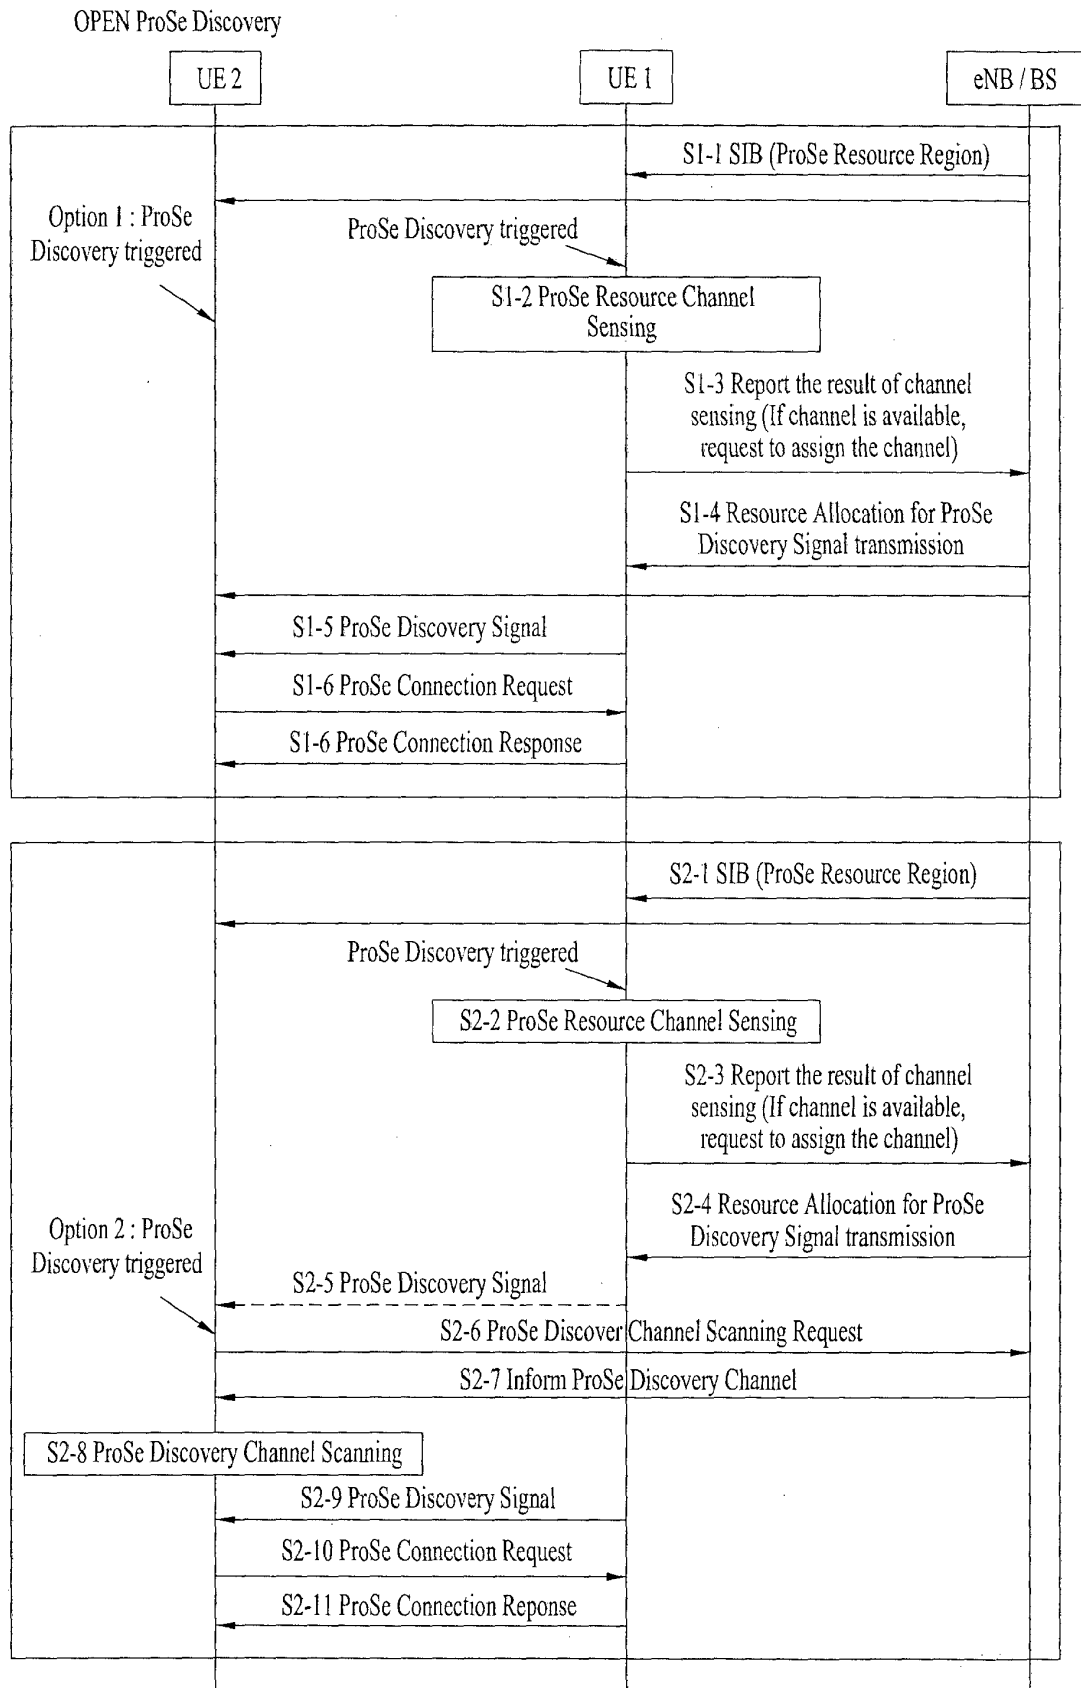 OPEN ProSe Discovery
UE 2
UE 1
eNB / BS
S1-1 SIB (ProSe Resource Region)
Option 1 : ProSe
Discovery triggered
ProSe Discovery triggered
S1-2 ProSe Resource Channel
Sensing
S1-3 Report the result of channel
sensing (If channel is available,
request to assign the channel)
S1-4 Resource Allocation for ProSe
Discovery Signal transmission
S1-5 ProSe Discovery Signal
S1-6 ProSe Connection Request
S1-6 ProSe Connection Response
S2-1 SIB (ProSe Resource Region)
ProSe Discovery triggered
S2-2 ProSe Resource Channel Sensing
S2-3 Report the result of channel
sensing (If channel is available,
request to assign the channel)
S2-4 Resource Allocation for ProSe
Discovery Signal transmission
Option 2 : ProSe
Discovery triggered
S2-5 ProSe Discovery Signal
S2-6 ProSe Discover Channel Scanning Request
S2-7 Inform ProSe Discovery Channel
S2-8 ProSe Discovery Channel Scanning
S2-9 ProSe Discovery Signal
S2-10 ProSe Connection Request
S2-11 ProSe Connection Reponse